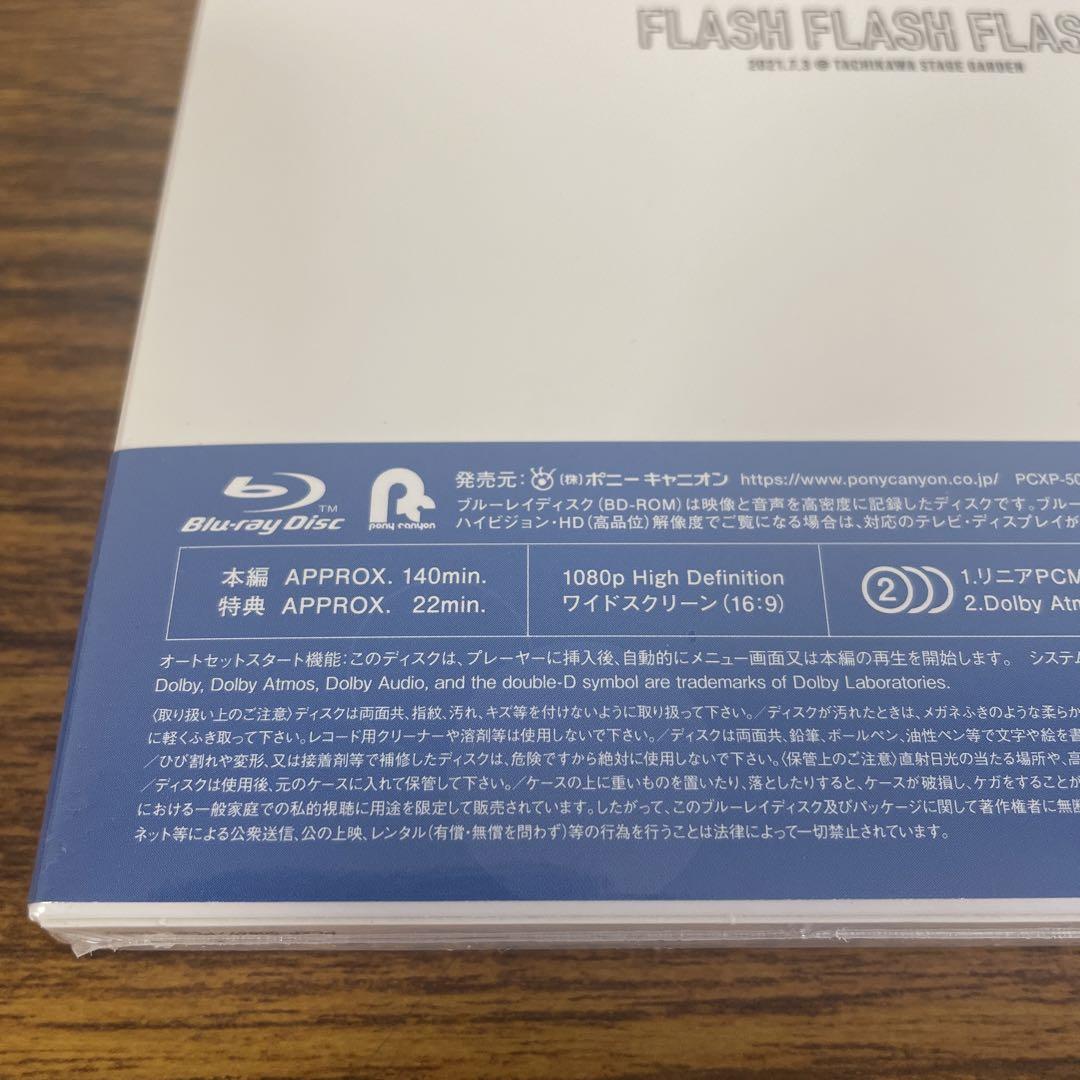 FLASH FLASH FLAS
2021.7.3 @ TACHIKAWA STAGE GARDEN
Blu-ray Disc TM
pony canyon
発売元: (株)ポニーキャニオン https://www.ponycanyon.co.jp/ PCXP-50
ブルーレイディスク(BD-ROM)は映像と音声を高密度に記録したディスクです。ブルー
ハイビジョン・HD(高品位)解像度でご覧になる場合は、対応のテレビ・ディスプレイが
本編 APPROX. 140min.
特典 APPROX. 22min.
1080p High Definition
ワイドスクリーン(16:9)
2
1.リニアPCM
2.Dolby Atm
オートセットスタート機能:このディスクは、プレーヤーに挿入後、自動的にメニュー画面又は本編の再生を開始します。 システム
Dolby, Dolby Atmos, Dolby Audio, and the double-D symbol are trademarks of Dolby Laboratories.
〈取り扱い上のご注意〉ディスクは両面共、指紋、汚れ、キズ等を付けないように取り扱って下さい。/ディスクが汚れたときは、メガネふきのような柔らか
に軽くふき取って下さい。レコード用クリーナーや溶剤等は使用しないで下さい。/ディスクは両面共、鉛筆、ボールペン、油性ペン等で文字や絵を書
/ひび割れや変形、又は接着剤等で補修したディスクは、危険ですから絶対に使用しないで下さい。〈保管上のご注意〉直射日光の当たる場所や、高
/ディスクは使用後、元のケースに入れて保管して下さい。/ケースの上に重いものを置いたり、落としたりすると、ケースが破損し、ケガをすることが
における一般家庭での私的視聴に用途を限定して販売されています。したがって、このブルーレイディスク及びパッケージに関して著作権者に無断
ネット等による公衆送信、公の上映、レンタル(有償・無償を問わず)等の行為を行うことは法律によって一切禁止されています。